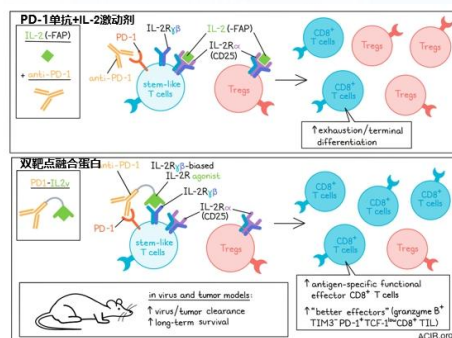 PD-1单抗+IL-2激动剂
IL-2 (-FAP)
+ anti-PD-1
PD-1
anti-PD-1
IL-2Rγβ
IL-2 (-FAP)
IL-2Rα
(CD25)
stem-like
T cells
Tregs
CD8+
T cells
Tregs
Tregs
CD8+
T cells
Tregs
↑ exhaustion/terminal
differentiation
双靶点融合蛋白
PD1-IL2v
anti-PD-1
IL-2Rγβ-biased
IL-2R agonist
IL-2Rγβ
PD-1
IL-2Rα
(CD25)
stem-like
T cells
Tregs
CD8+
T cells
CD8+
T cells
CD8+
T cells
CD8+
T cells
Tregs
in virus and tumor models:
↑ virus/tumor clearance
↑ long-term survival
↑ antigen-specific functional
effector CD8+ T cells
↑ "better effectors" (granzyme B+
TIM3-PD-1+TCF-1lowCD8+ TIL)
ACIR.org